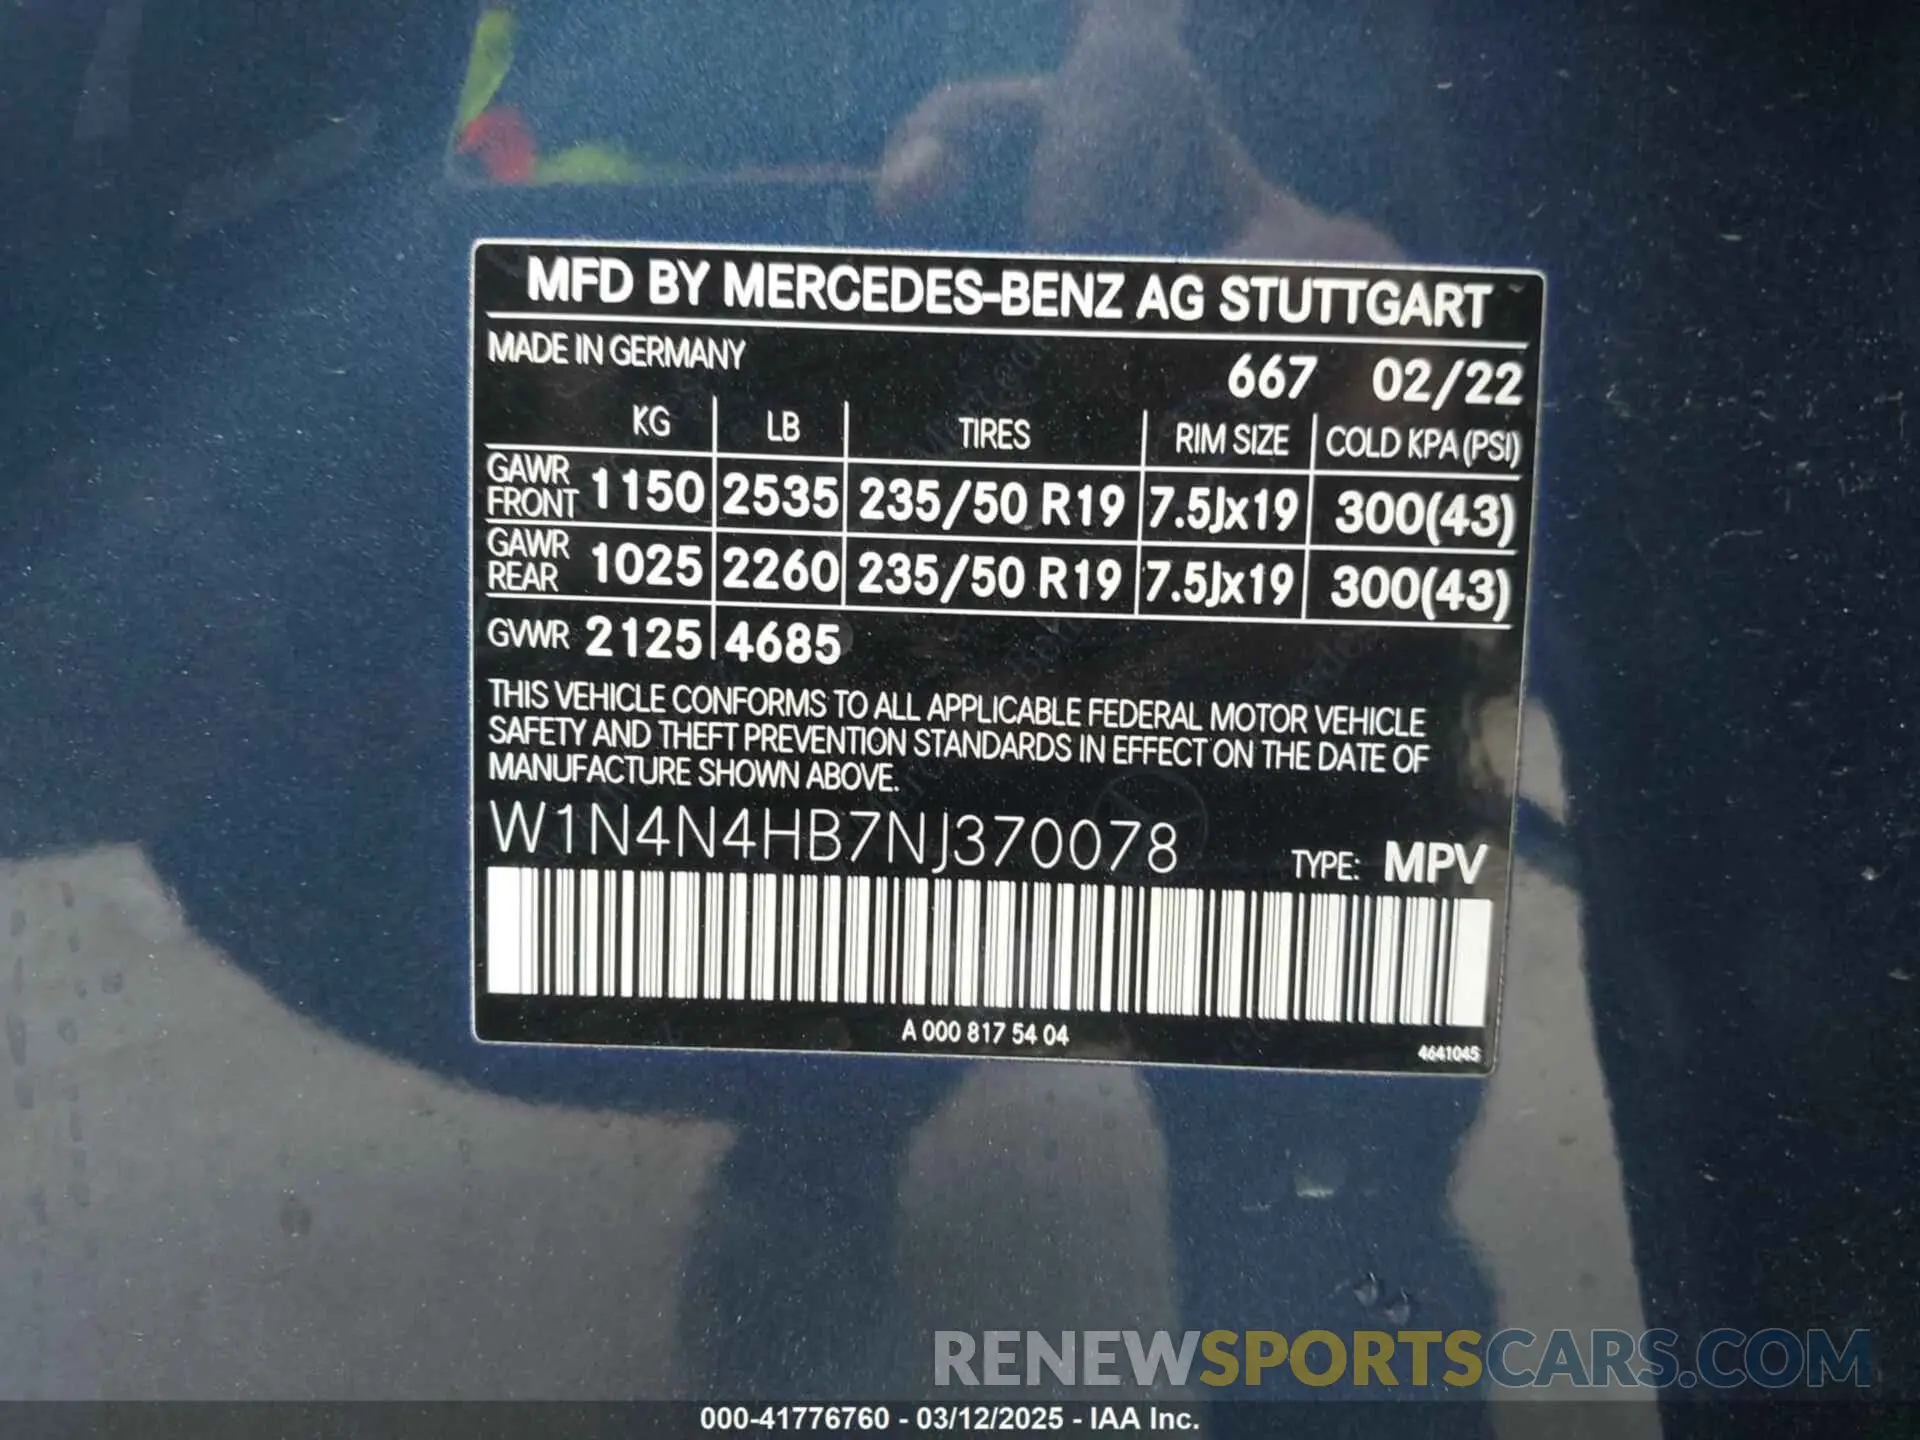 MFD BY MERCEDES-BENZ AG STUTTGART
MADE IN GERMANY
667 02/22
KG LB TIRES RIM SIZE COLD KPA (PSI)
GAWR FRONT 1150 2535 235/50 R19 7.5Jx19 300(43)
GAWR REAR 1025 2260 235/50 R19 7.5Jx19 300(43)
GVWR 2125 4685
THIS VEHICLE CONFORMS TO ALL APPLICABLE FEDERAL MOTOR VEHICLE
SAFETY AND THEFT PREVENTION STANDARDS IN EFFECT ON THE DATE OF
MANUFACTURE SHOWN ABOVE.
W1N4N4HB7NJ370078
TYPE: MPV
A 000 817 54 04
4641045
RENEWSPORTSCARS.COM
000-41776760 - 03/12/2025 - IAA Inc.